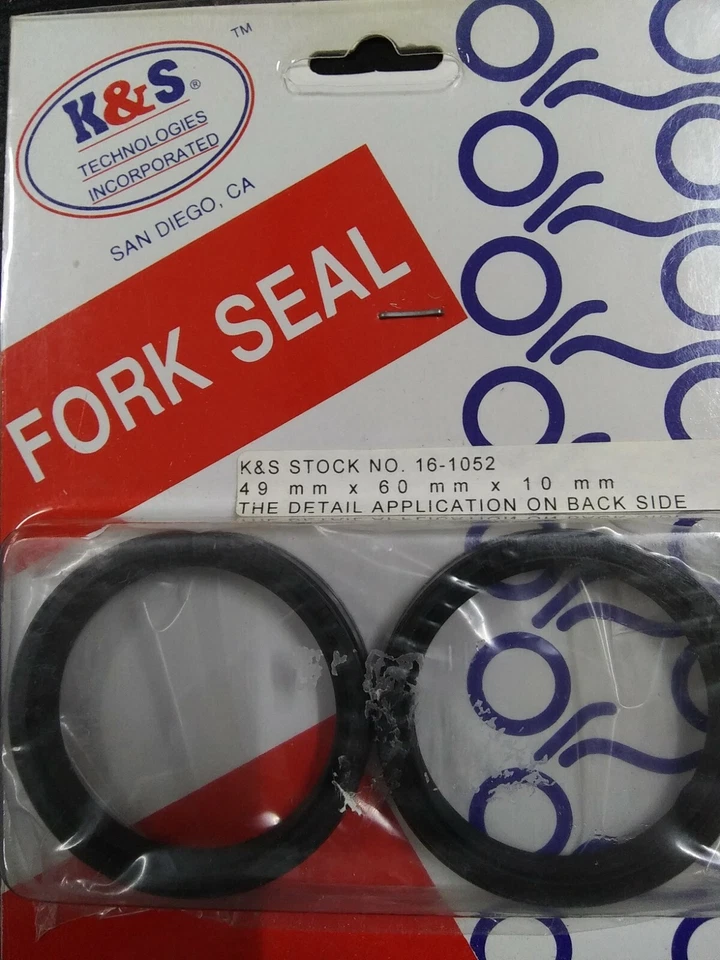 TM
K&S®
TECHNOLOGIES
INCORPORATED
SAN DIEGO, CA
FORK SEAL
K&S STOCK NO. 16-1052
49 mm x 60 mm x 10 mm
THE DETAIL APPLICATION ON BACK SIDE